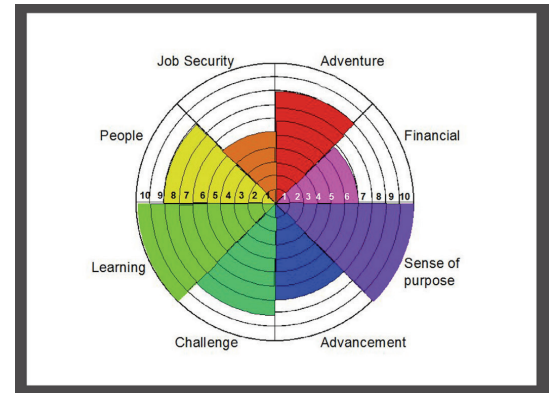 Job Security Adventure
People Financial
10 9 8 7 6 5 4 3 2 1 1 2 3 4 5 6 7 8 9 10
Learning Sense of
purpose
Challenge Advancement